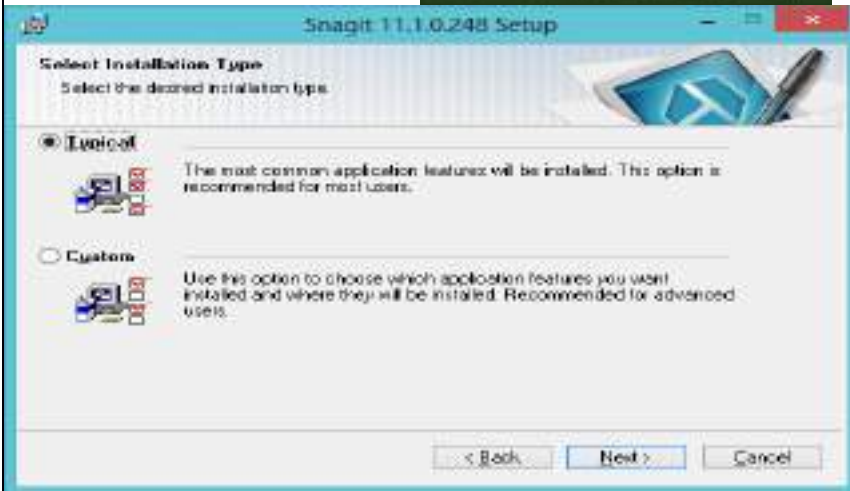 Snagit 11.1.0.248 Setup
Select Installation Type
Select the desired installation type.
Typical
The most common application features will be installed. This option is
recommended for most users.
Custom
Use this option to choose which application features you want
installed and where they will be installed. Recommended for advanced
users.
< Back
Next >
Cancel